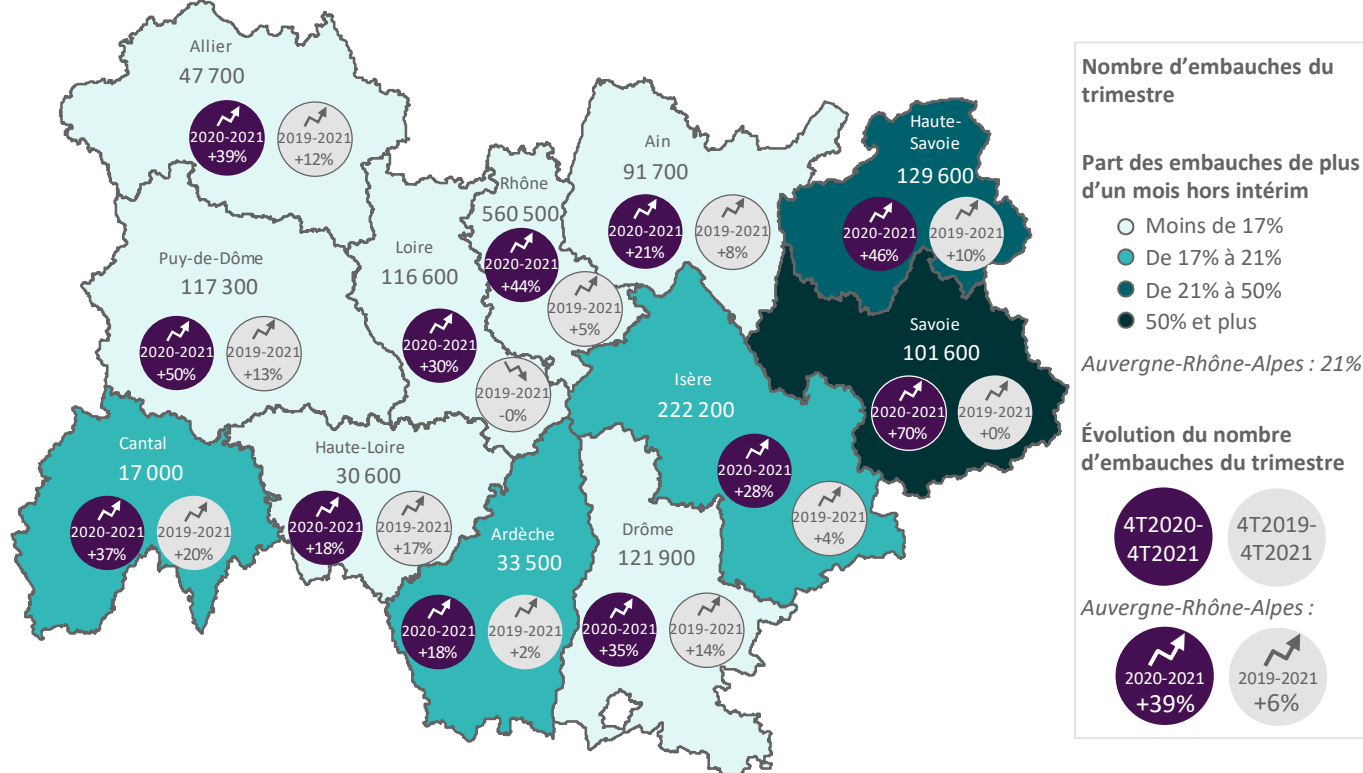 Allier
47 700
2020-2021
+39%
2019-2021
+12%
Puy-de-Dôme
117 300
2020-2021
+50%
2019-2021
+13%
Loire
116 600
2020-2021
+30%
2019-2021
-0%
Rhône
560 500
2020-2021
+44%
2019-2021
+5%
Ain
91 700
2020-2021
+21%
2019-2021
+8%
Haute-
Savoie
129 600
2020-2021
+46%
2019-2021
+10%
Savoie
101 600
2020-2021
+70%
2019-2021
+0%
Isère
222 200
2020-2021
+28%
2019-2021
+4%
Cantal
17 000
2020-2021
+37%
2019-2021
+20%
Haute-Loire
30 600
2020-2021
+18%
2019-2021
+17%
Ardèche
33 500
2020-2021
+18%
2019-2021
+2%
Drôme
121 900
2020-2021
+35%
2019-2021
+14%
Nombre d'embauches du
trimestre
Part des embauches de plus
d'un mois hors intérim
Moins de 17%
De 17% à 21%
De 21% à 50%
50% et plus
Auvergne-Rhône-Alpes : 21%
Évolution du nombre
d'embauches du trimestre
4T2020-
4T2021
4T2019-
4T2021
Auvergne-Rhône-Alpes :
2020-2021
+39%
2019-2021
+6%